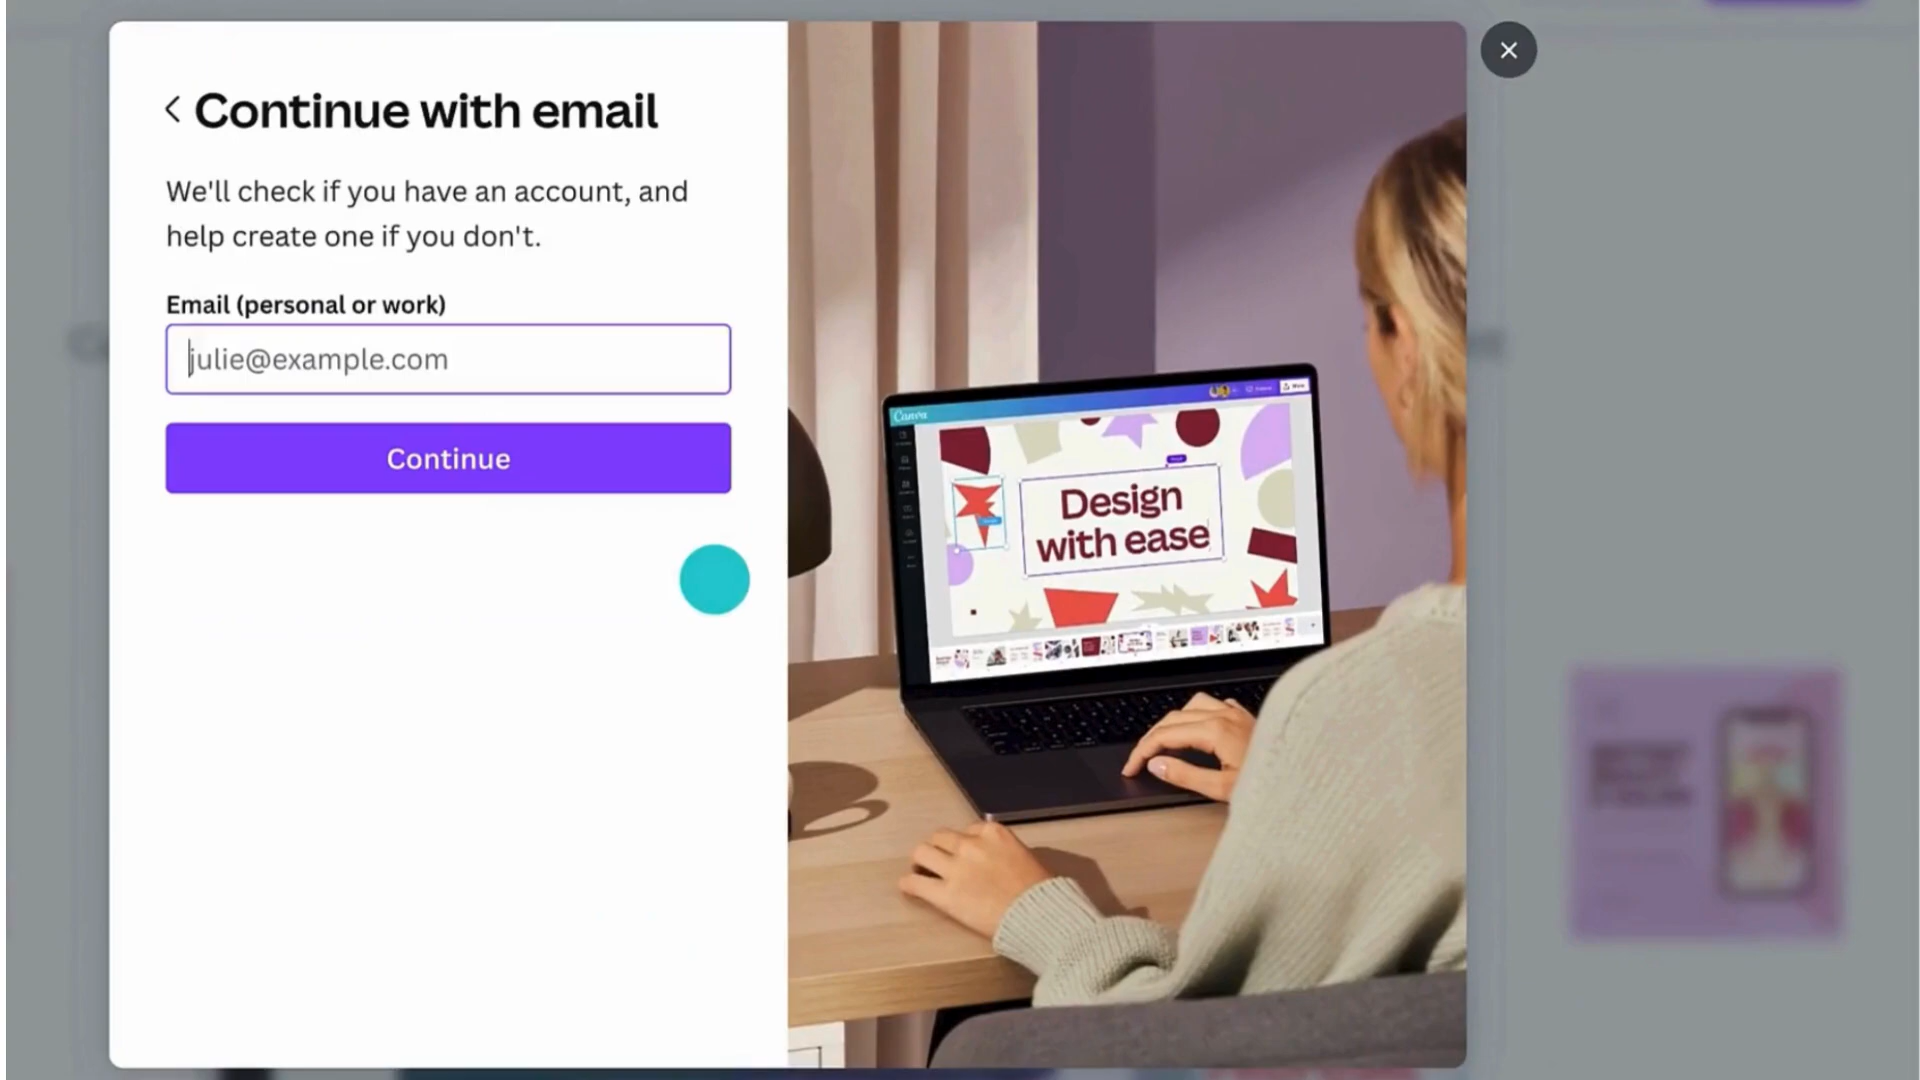 Continue with email
We'll check if you have an account, and
help create one if you don't.
Email (personal or work)
julie@example.com
Continue
Canva
Design
with ease